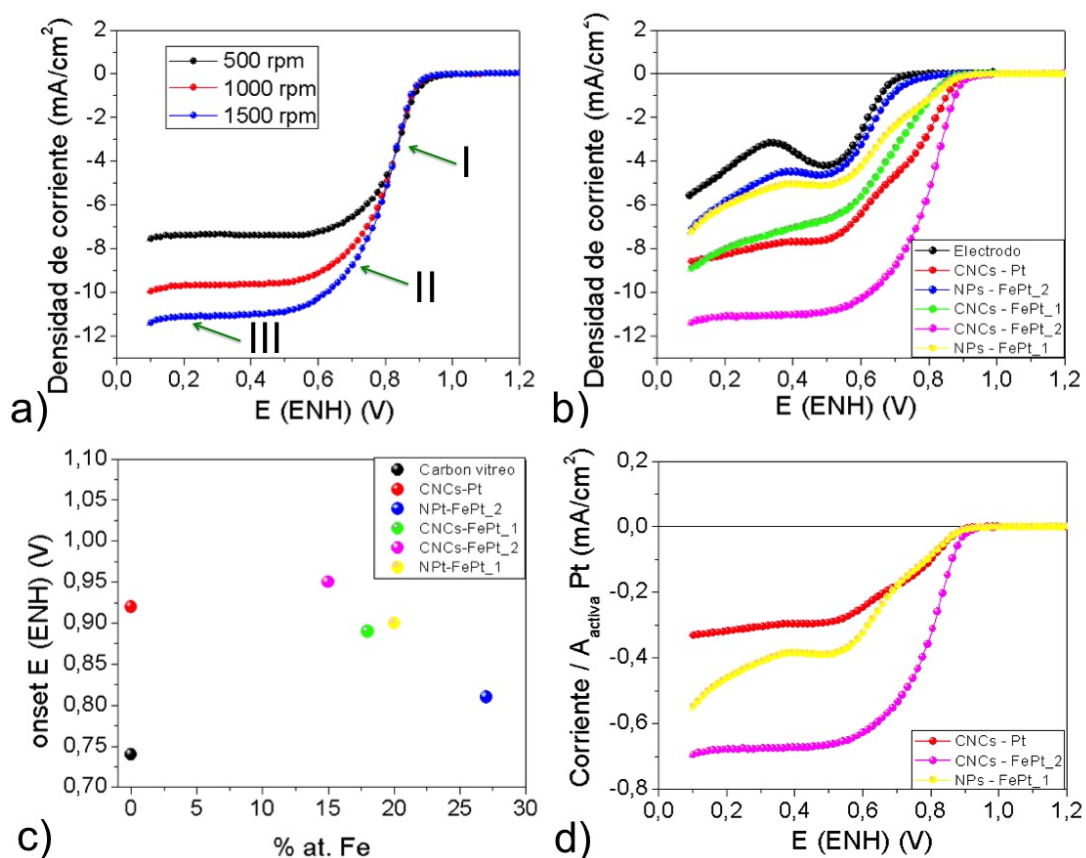 Densidad de corriente (mA/cm²)
0
-2
-4
-6
-8
-10
-12
500 rpm
1000 rpm
1500 rpm
I
II
III
0,0 0,2 0,4 0,6 0,8 1,0 1,2
E (ENH) (V)
a)
Densidad de corriente (mA/cm²)
0
-2
-4
-6
-8
-10
-12
Electrodo
CNCs - Pt
NPs - FePt_2
CNCs - FePt_1
CNCs - FePt_2
NPs - FePt_1
0,0 0,2 0,4 0,6 0,8 1,0 1,2
E (ENH) (V)
b)
onset E (ENH) (V)
1,10
1,05
1,00
0,95
0,90
0,85
0,80
0,75
0,70
Carbon vitreo
CNCs-Pt
NPt-FePt_2
CNCs-FePt_1
CNCs-FePt_2
NPt-FePt_1
0 5 10 15 20 25 30
% at. Fe
c)
Corriente / A_activa Pt (mA/cm²)
0,2
0,0
-0,2
-0,4
-0,6
-0,8
CNCs - Pt
CNCs - FePt_2
NPs - FePt_1
0,0 0,2 0,4 0,6 0,8 1,0 1,2
E (ENH) (V)
d)